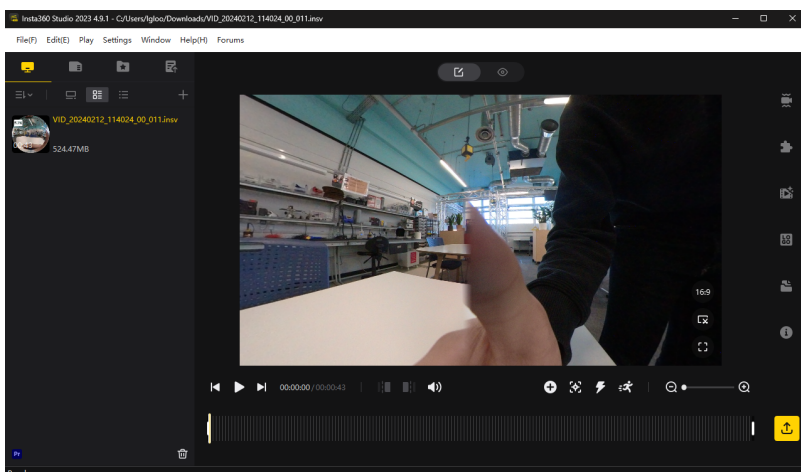 Insta360 Studio 2023 4.9.1 - C:/Users/Igloo/Downloads/VID_20240212_114024_00_011.insv
File(F) Edit(E) Play Settings Window Help(H) Forums
VID_20240212_114024_00_011.insv
524.47MB
16:9
00:00:00 / 00:00:43
Pr